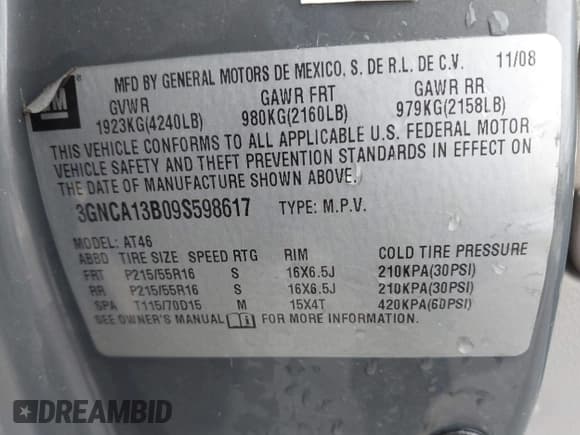 GM
MFD BY GENERAL MOTORS DE MEXICO, S. DE R.L. DE C.V. 11/08
GVWR GAWR FRT GAWR RR
1923KG(4240LB) 980KG(2160LB) 979KG(2158LB)
THIS VEHICLE CONFORMS TO ALL APPLICABLE U.S. FEDERAL MOTOR
VEHICLE SAFETY AND THEFT PREVENTION STANDARDS IN EFFECT ON
THE DATE OF MANUFACTURE SHOWN ABOVE.
3GNCA13B09S598617 TYPE: M.P.V.
MODEL: AT46
ABBD TIRE SIZE SPEED RTG RIM COLD TIRE PRESSURE
FRT P215/55R16 S 16X6.5J 210KPA(30PSI)
RR P215/55R16 S 16X6.5J 210KPA(30PSI)
SPA T115/70D15 M 15X4T 420KPA(60PSI)
SEE OWNER'S MANUAL FOR MORE INFORMATION.
DREAMBID